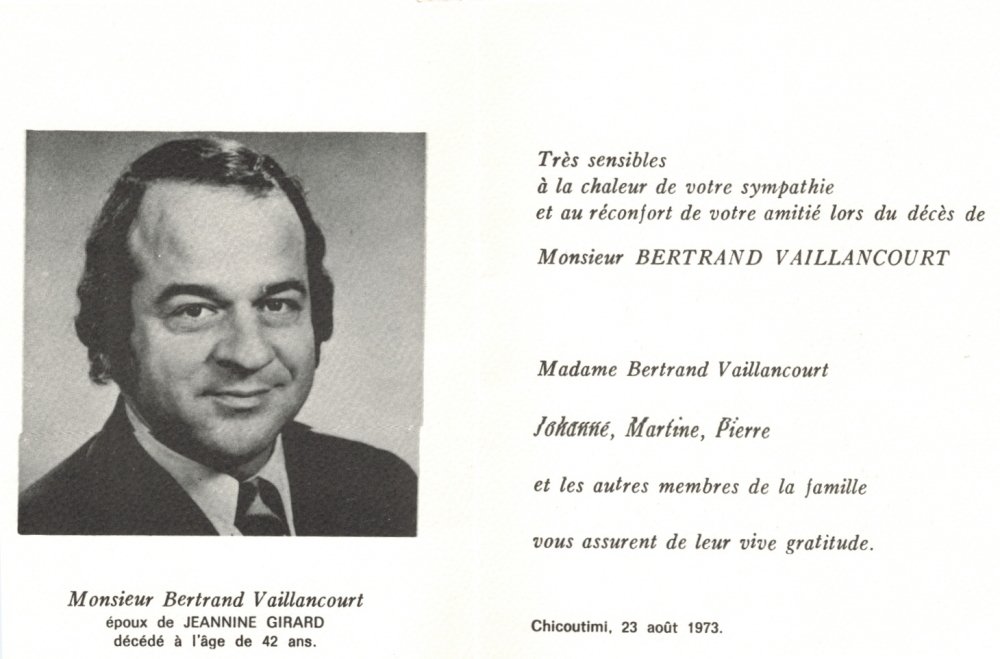 Monsieur Bertrand Vaillancourt
époux de JEANNINE GIRARD
décédé à l'âge de 42 ans.
Très sensibles
à la chaleur de votre sympathie
et au réconfort de votre amitié lors du décès de
Monsieur BERTRAND VAILLANCOURT
Madame Bertrand Vaillancourt
Johanne, Martine, Pierre
et les autres membres de la famille
vous assurent de leur vive gratitude.
Chicoutimi, 23 août 1973.